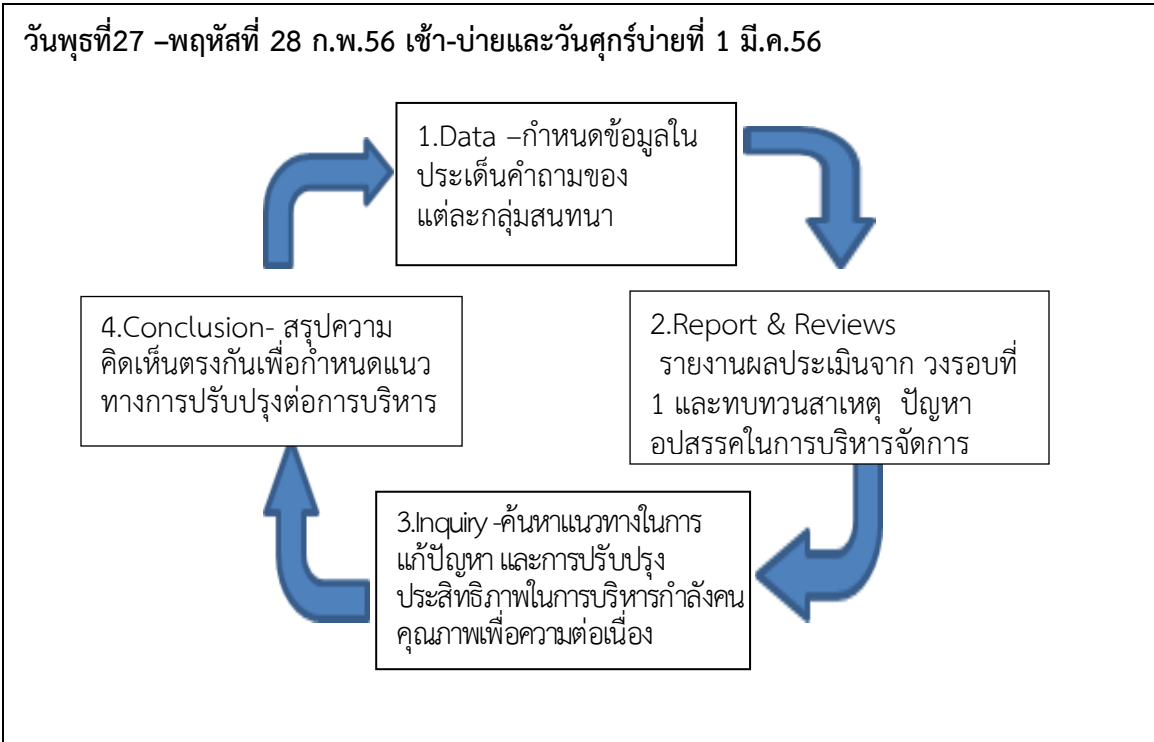 วันพุธที่27 –พฤหัสที่ 28 ก.พ.56 เช้า-บ่ายและวันศุกร์บ่ายที่ 1 มี.ค.56
1.Data –กำหนดข้อมูลใน
ประเด็นคำถามของ
แต่ละกลุ่มสนทนา
2.Report & Reviews
รายงานผลประเมินจาก วงรอบที่
1 และทบทวนสาเหตุ ปัญหา
อปสรรคในการบริหารจัดการ
3.Inquiry -ค้นหาแนวทางในการ
แก้ปัญหา และการปรับปรุง
ประสิทธิภาพในการบริหารกำลังคน
คุณภาพเพื่อความต่อเนื่อง
4.Conclusion- สรุปความ
คิดเห็นตรงกันเพื่อกำหนดแนว
ทางการปรับปรุงต่อการบริหาร